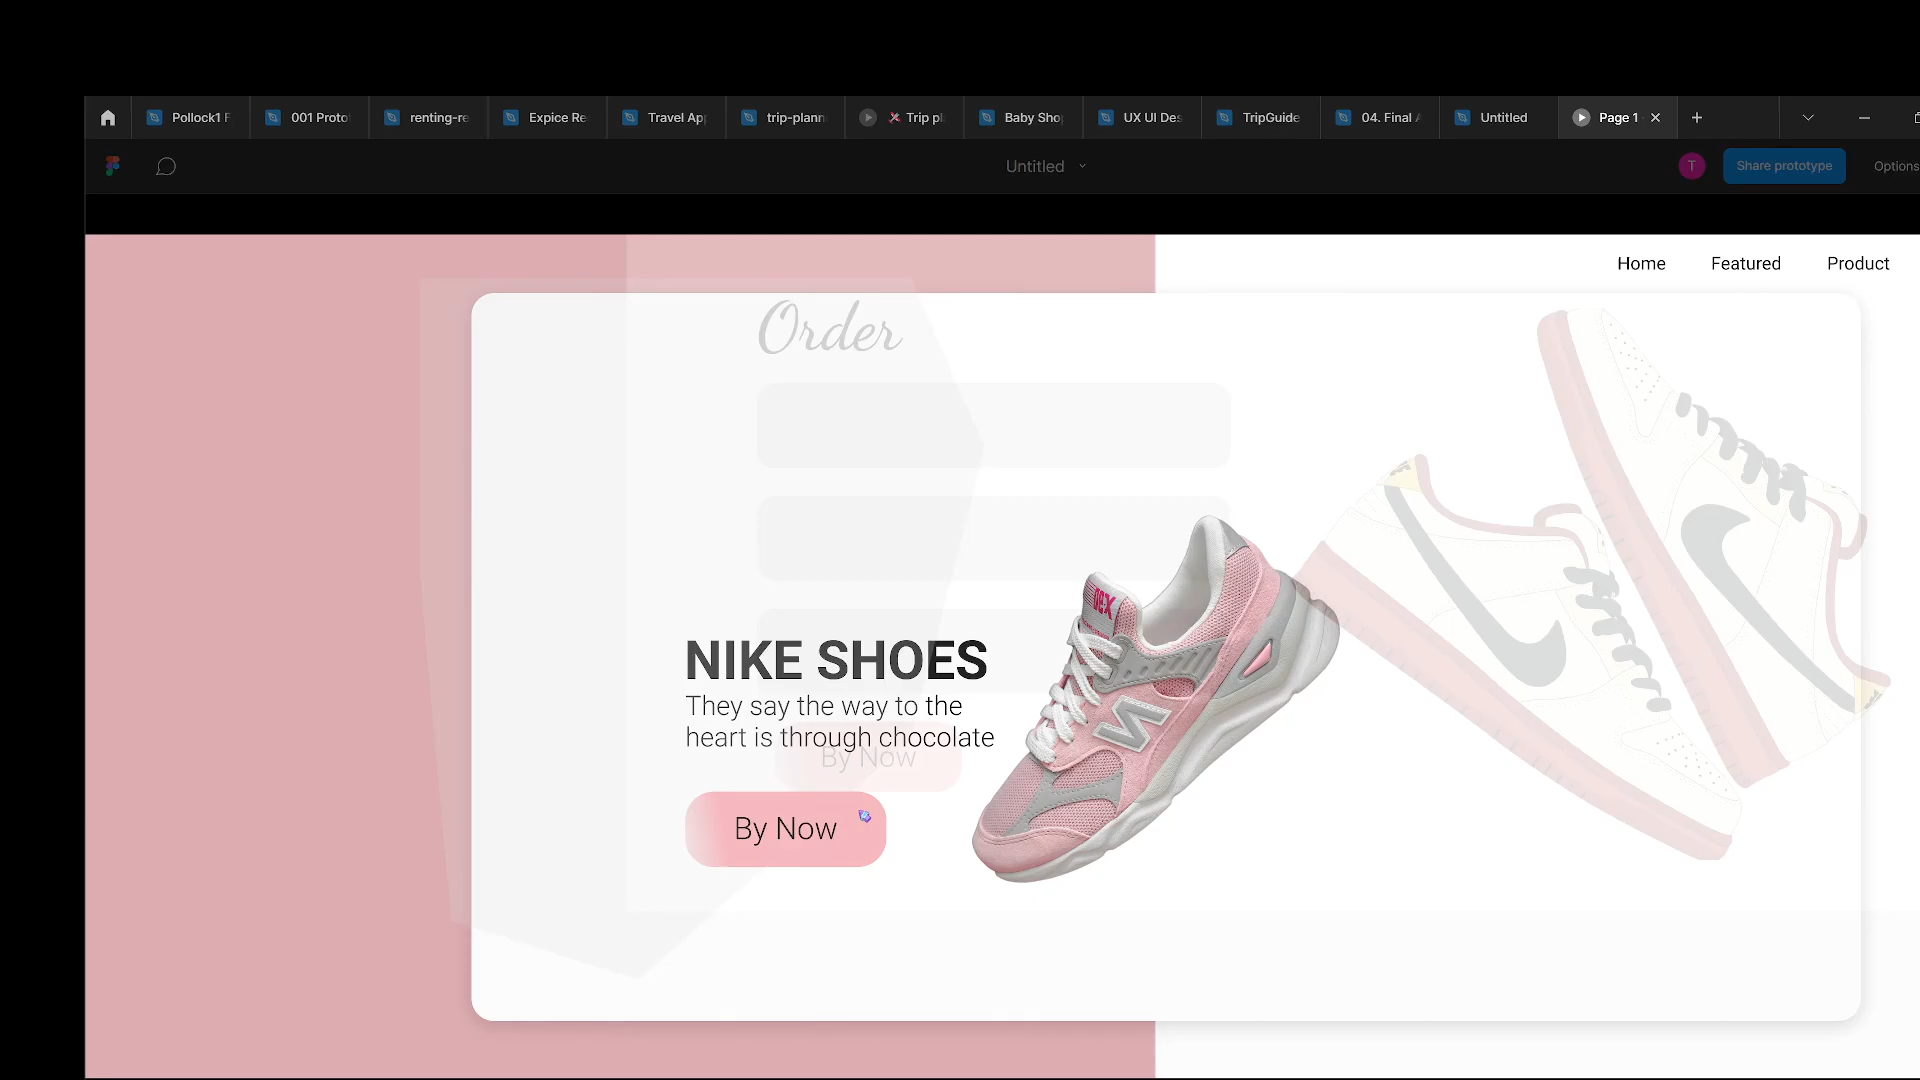 Pollock1 F
001 Proto
renting-re
Expice Re
Travel App
trip-plann
Trip pl
Baby Sho
UX UI Des
TripGuide
04. Final A
Untitled
Page 1
Untitled
T
Share prototype
Options
Home
Featured
Product
Order
NIKE SHOES
They say the way to the
heart is through chocolate
By Now
By Now
N